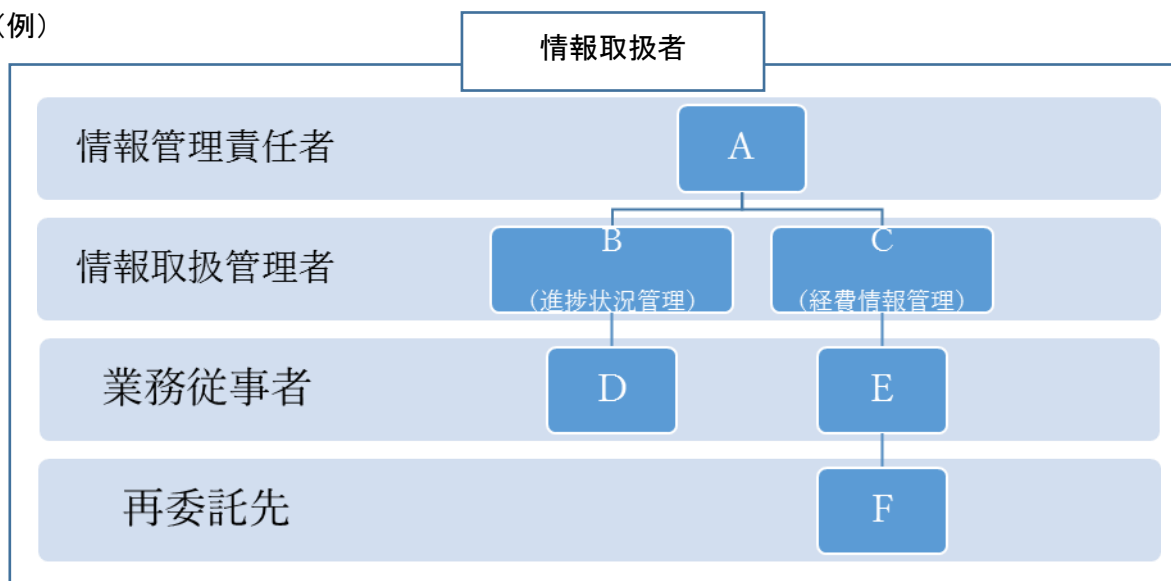 （例）
情報取扱者
情報管理責任者
A
情報取扱管理者
B
（進捗状況管理）
C
（経費情報管理）
業務従事者
D
E
再委託先
F